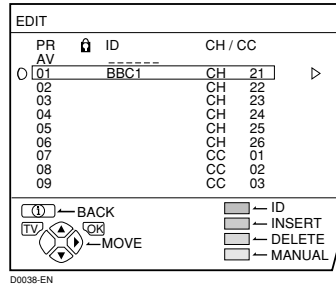 EDIT
PR ID CH / CC
AV ------
01 BBC1 CH 21
02 CH 22
03 CH 23
04 CH 24
05 CH 25
06 CH 26
07 CC 01
08 CC 02
09 CC 03
BACK
TV OK
MOVE
ID
INSERT
DELETE
MANUAL
D0038-EN